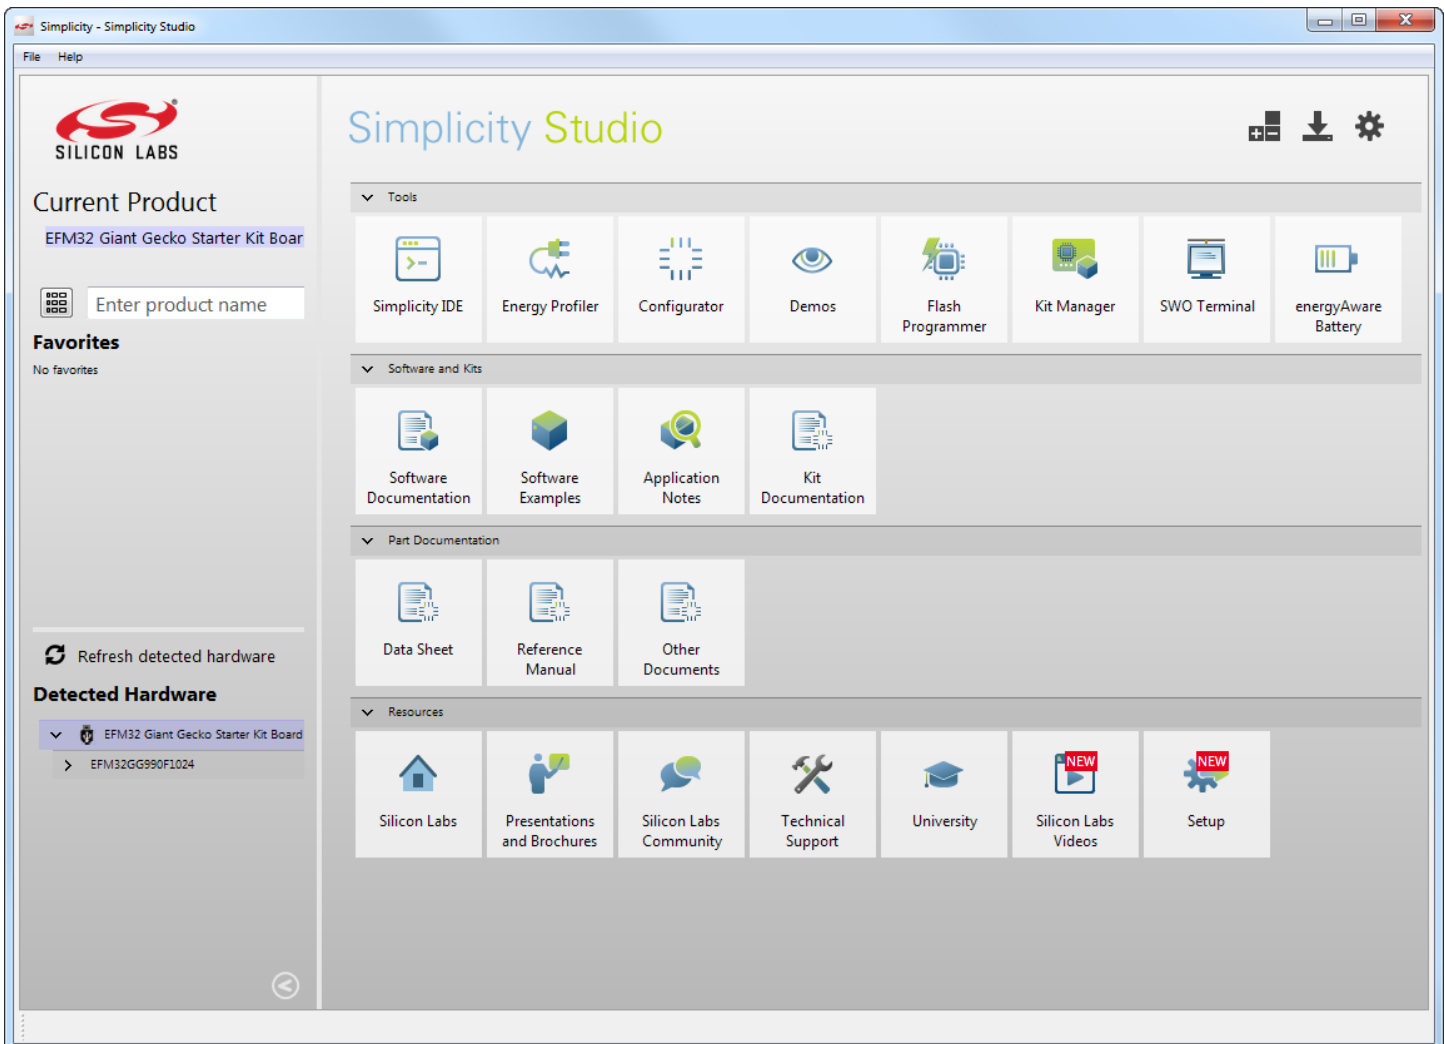 Simplicity - Simplicity Studio
File Help
SILICON LABS
Simplicity Studio
Current Product
EFM32 Giant Gecko Starter Kit Boar
Enter product name
Favorites
No favorites
Refresh detected hardware
Detected Hardware
EFM32 Giant Gecko Starter Kit Board
EFM32GG990F1024
Tools
Simplicity IDE
Energy Profiler
Configurator
Demos
Flash
Programmer
Kit Manager
SWO Terminal
energyAware
Battery
Software and Kits
Software
Documentation
Software
Examples
Application
Notes
Kit
Documentation
Part Documentation
Data Sheet
Reference
Manual
Other
Documents
Resources
Silicon Labs
Presentations
and Brochures
Silicon Labs
Community
Technical
Support
University
NEW
Silicon Labs
Videos
NEW
Setup